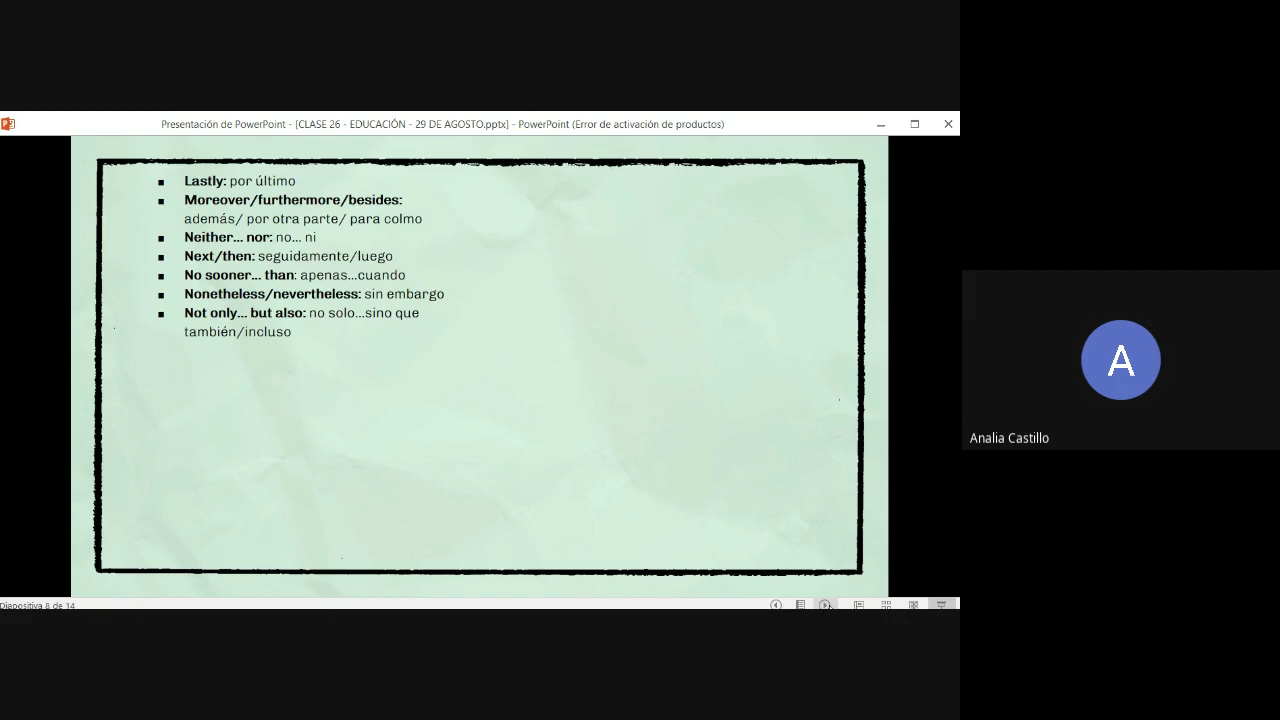 Presentación de PowerPoint - [CLASE 26 - EDUCACIÓN - 29 DE AGOSTO.pptx] - PowerPoint (Error de activación de productos)
▪ Lastly: por último
▪ Moreover/furthermore/besides:
además/ por otra parte/ para colmo
▪ Neither... nor: no... ni
▪ Next/then: seguidamente/luego
▪ No sooner... than: apenas...cuando
▪ Nonetheless/nevertheless: sin embargo
▪ Not only... but also: no solo...sino que
también/incluso
A
Analia Castillo
Diapositiva 8 de 14